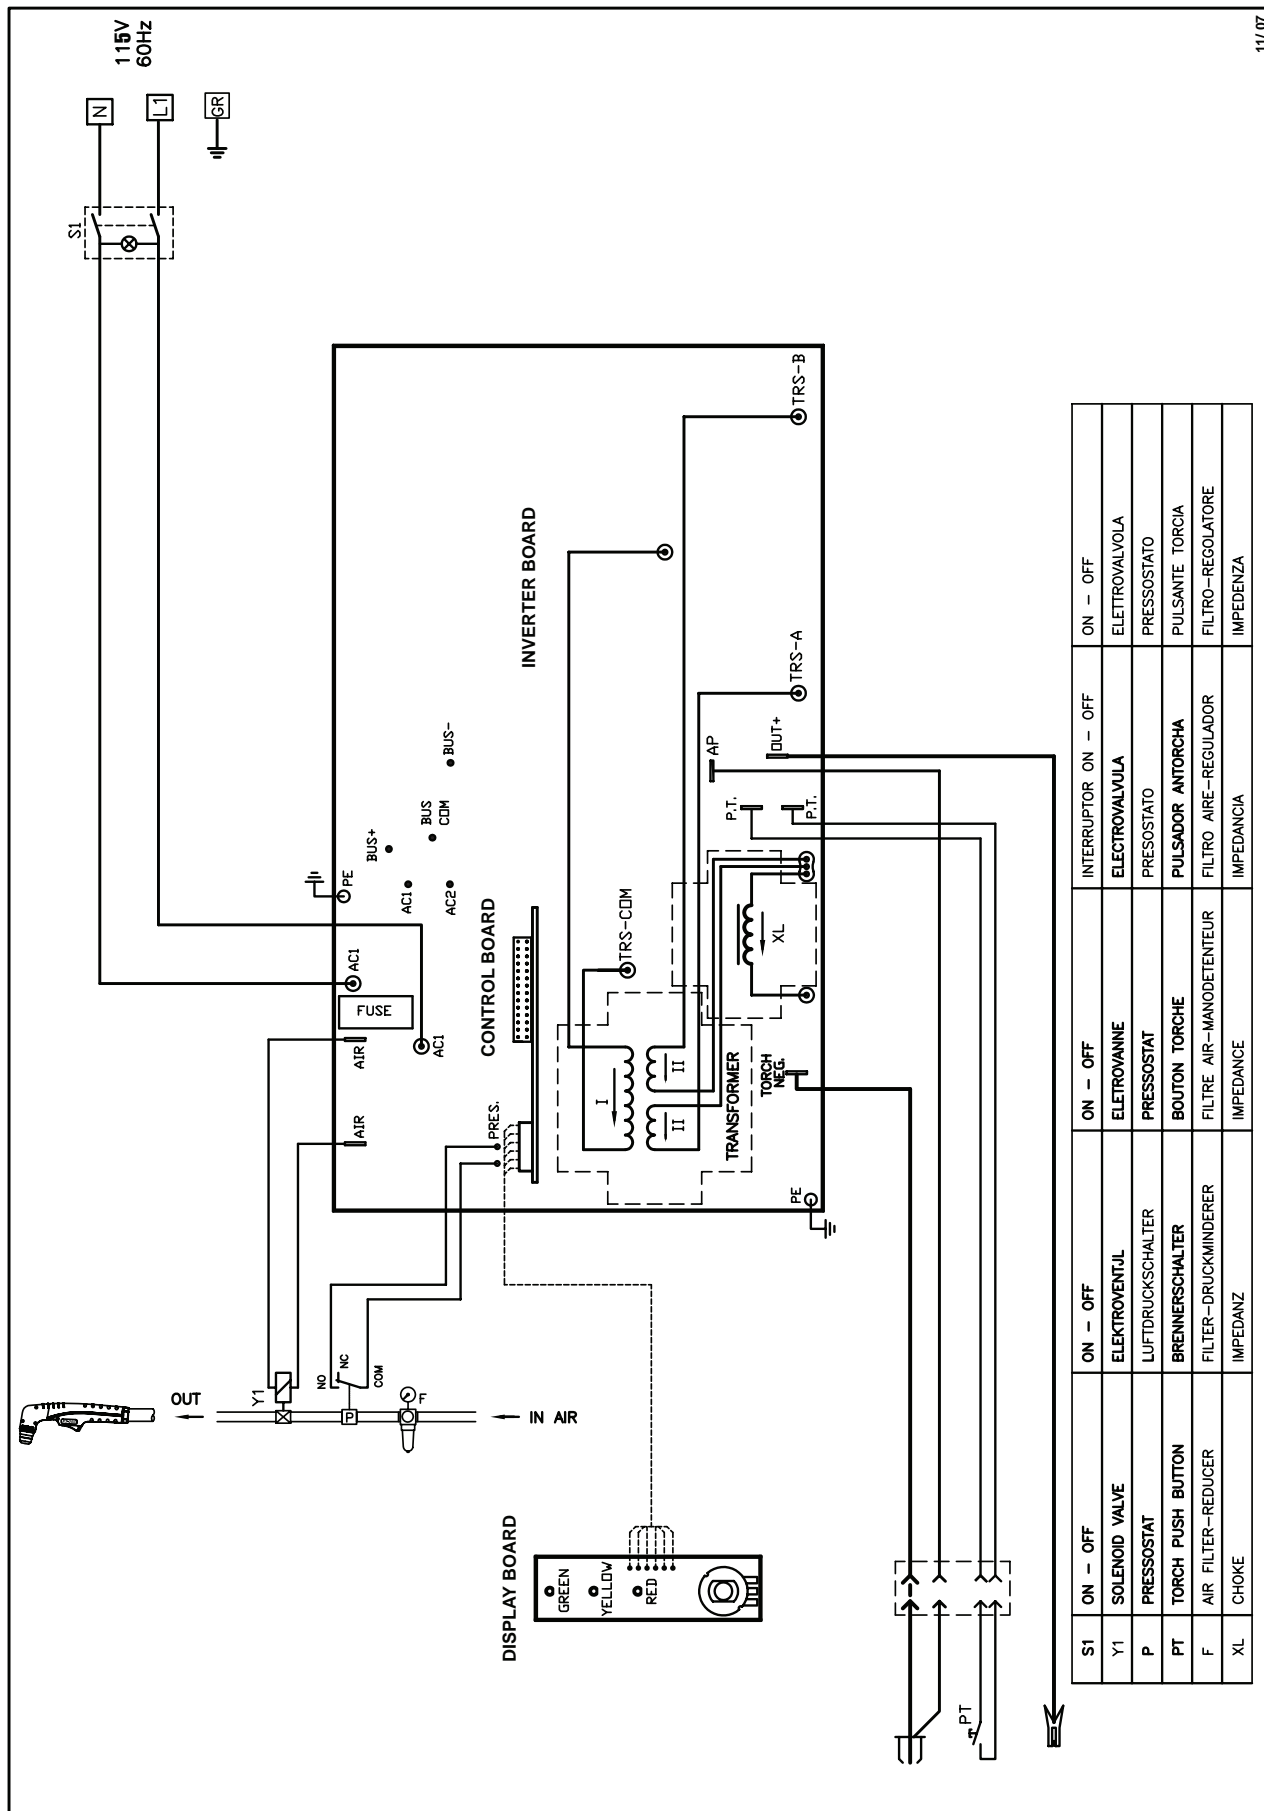 115V
60Hz
N
L1
GR
S1
11/07
INVERTER BOARD
TRS-B
TRS-A
BUS-
BUS
COM
BUS+
AC1
AC2
PE
AC1
FUSE
AC1
AIR
AIR
CONTROL BOARD
PRES.
TRS-COM
I
II
II
TRANSFORMER
XL
TORCH
NEG.
P.T.
P.T.
AP
OUT+
PE
OUT
Y1
NO
NC
COM
P
F
IN AIR
DISPLAY BOARD
GREEN
YELLOW
RED
PT
S1 ON - OFF ON - OFF ON - OFF INTERRUPTOR ON - OFF ON - OFF
Y1 SOLENOID VALVE ELEKTROVENTJL ELETROVANNE ELECTROVALVULA ELETTROVALVOLA
P PRESSOSTAT LUFTDRUCKSCHALTER PRESSOSTAT PRESOSTATO PRESSOSTATO
PT TORCH PUSH BUTTON BRENNERSCHALTER BOUTON TORCHE PULSADOR ANTORCHA PULSANTE TORCIA
F AIR FILTER-REDUCER FILTER-DRUCKMINDERER FILTRE AIR-MANODETENTEUR FILTRO AIRE-REGULADOR FILTRO-REGOLATORE
XL CHOKE IMPEDANZ IMPEDANCE IMPEDANCIA IMPEDENZA